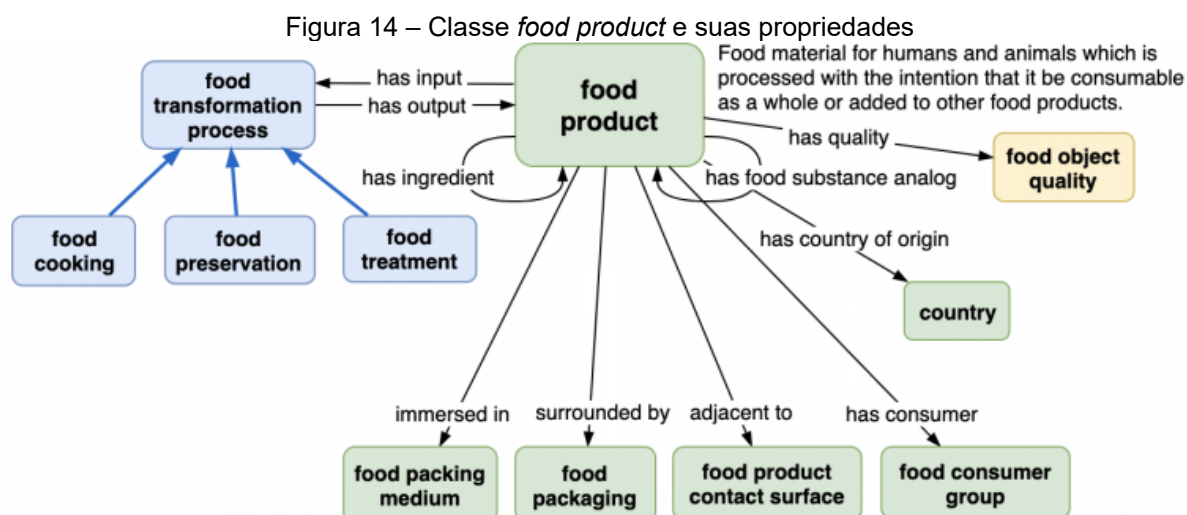 Figura 14 – Classe food product e suas propriedades
food
transformation
process
has input
has output
food
product
Food material for humans and animals which is
processed with the intention that it be consumable
as a whole or added to other food products.
has quality
food object
quality
has ingredient
has food substance analog
food
cooking
food
preservation
food
treatment
has country of origin
country
immersed in
surrounded by
adjacent to
has consumer
food packing
medium
food
packaging
food product
contact surface
food consumer
group